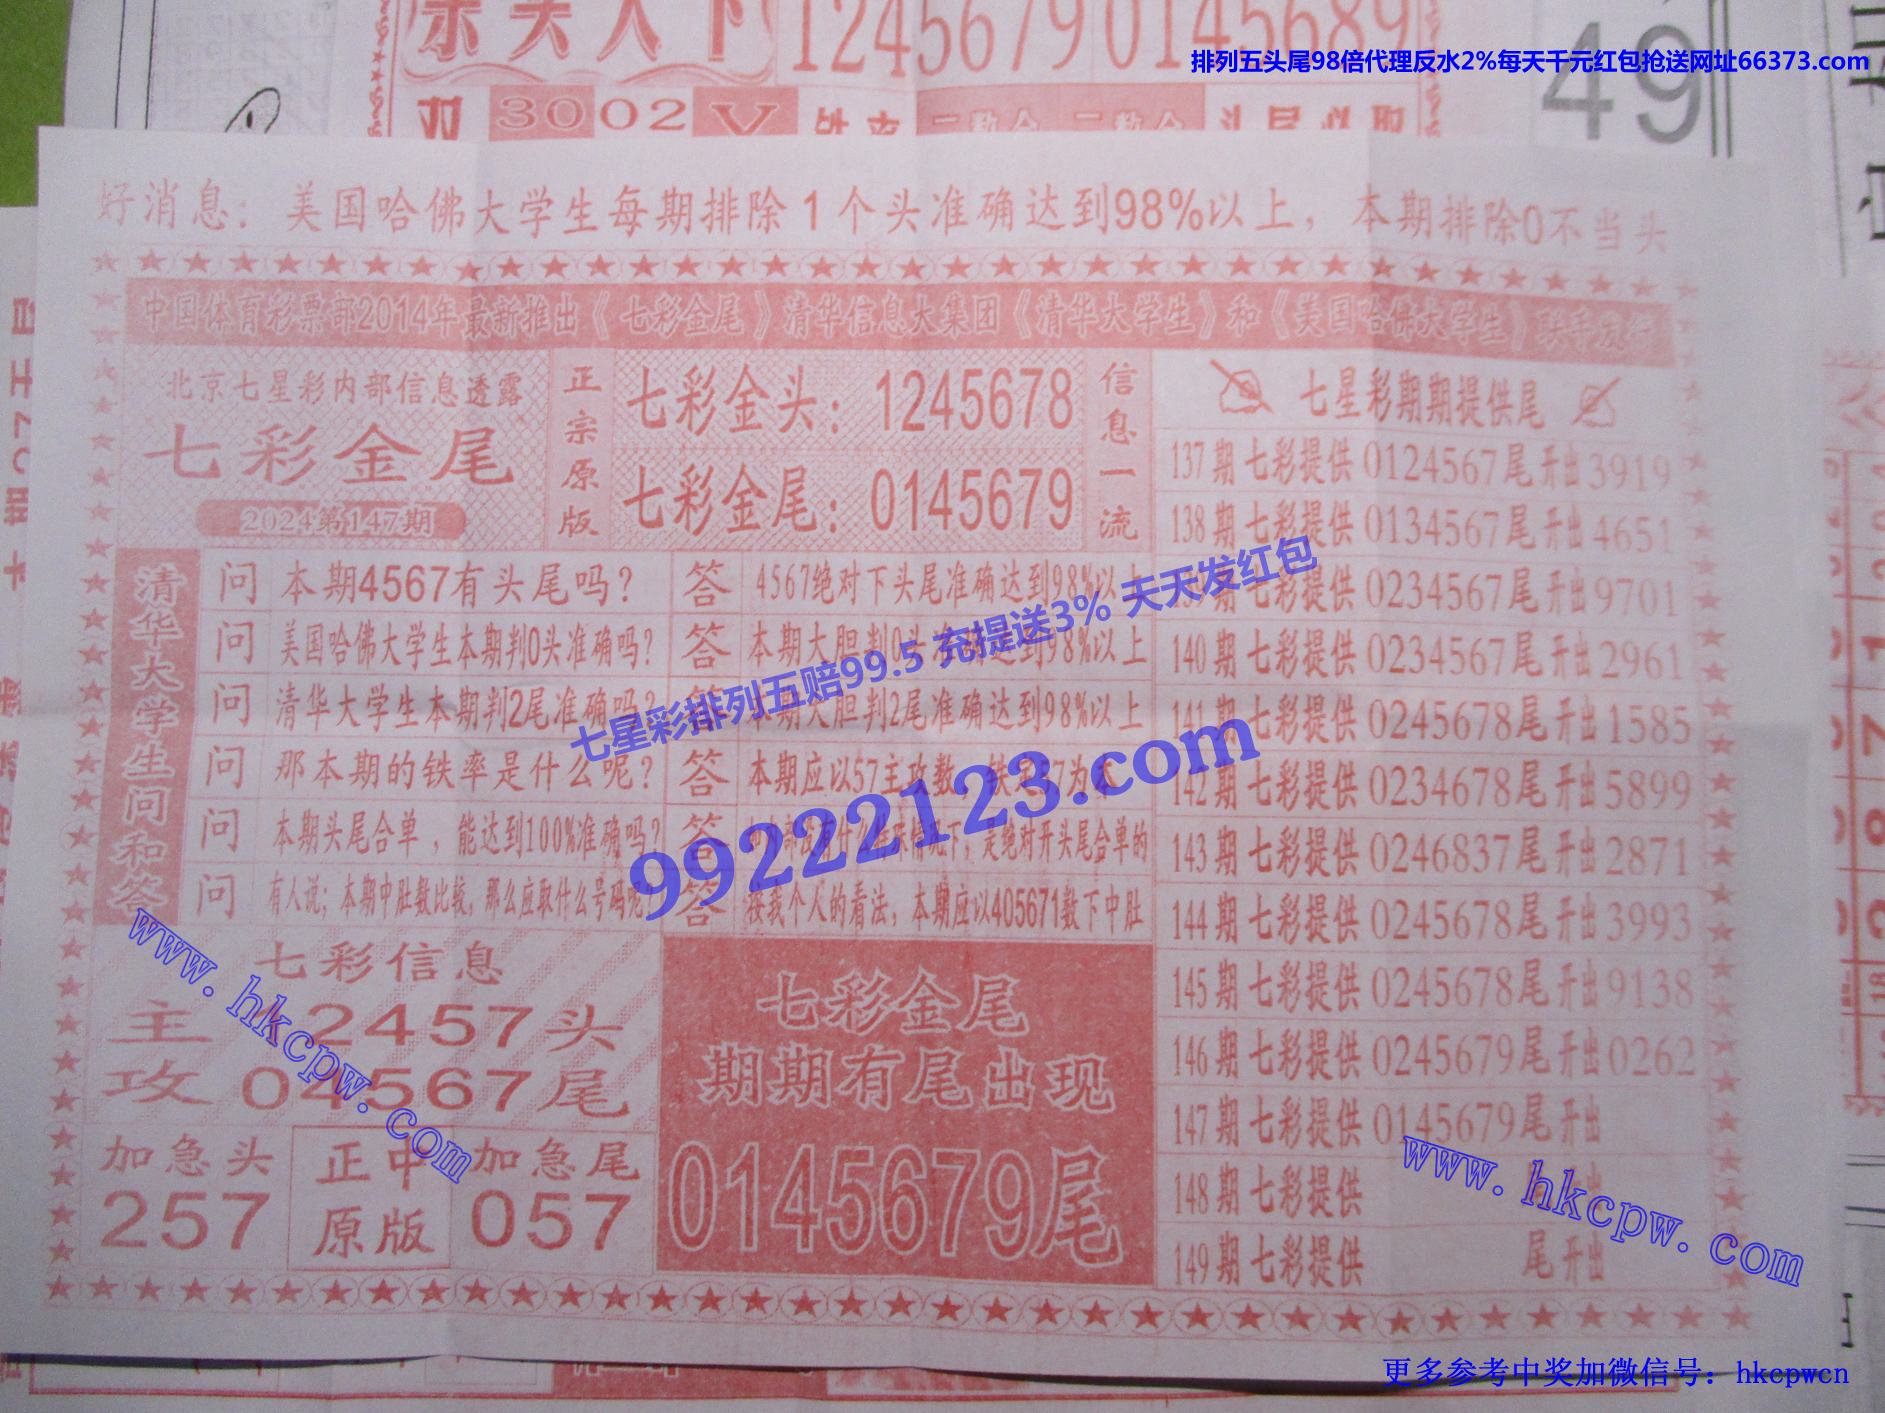 1245679 0145689
排列五头尾98倍代理反水2%每天千元红包抢送网址66373.com
双 30 02 V
49
好消息：美国哈佛大学生每期排除1个头准确达到98%以上，本期排除0不当头
中国体育彩票部2014年最新推出《七彩金尾》清华信息大集团《清华大学生》和《美国哈佛大学生》联手发行
北京七星彩内部信息透露
七彩金尾
2024第147期
正宗原版
七彩金头：1245678
七彩金尾：0145679
信息一流
七星彩期期提供尾
137期七彩提供0124567尾开出3919
138期七彩提供0134567尾开出4651
期七彩提供0234567尾开出9701
140期七彩提供0234567尾开出2961
141期七彩提供0245678尾开出1585
142期七彩提供0234678尾开出5899
143期七彩提供0246837尾开出2871
144期七彩提供0245678尾开出3993
145期七彩提供0245678尾开出9138
146期七彩提供0245679尾开出0262
147期七彩提供0145679尾开出
148期七彩提供
149期七彩提供 尾开出
清华大学生问和答
问 本期4567有头尾吗？ 答 4567绝对下头尾准确达到98%以上
问 美国哈佛大学生本期判0头准确吗？ 答 本期大胆判0头准确达到98%以上
问 清华大学生本期判2尾准确吗？ 答 本期大胆判2尾准确达到98%以上
问 那本期的铁率是什么呢？ 答 本期应以57主攻数，铁定57为
问 本期头尾合单，能达到100%准确吗？ 答 情况下，是绝对开头尾合单的
问 有人说；本期中肚数比较，那么应取什么号码呢？ 答 按我个人的看法，本期应以405671数下中肚
七星彩排列五赔99.5 充提送3% 天天发红包
99222123.com
七彩信息
主攻
2457头
04567尾
加急头
257
正中原版
加急尾
057
七彩金尾
期期有尾出现
0145679尾
www.hkcpw.com
www.hkcpw.com
更多参考中奖加微信号：hkcpwcn